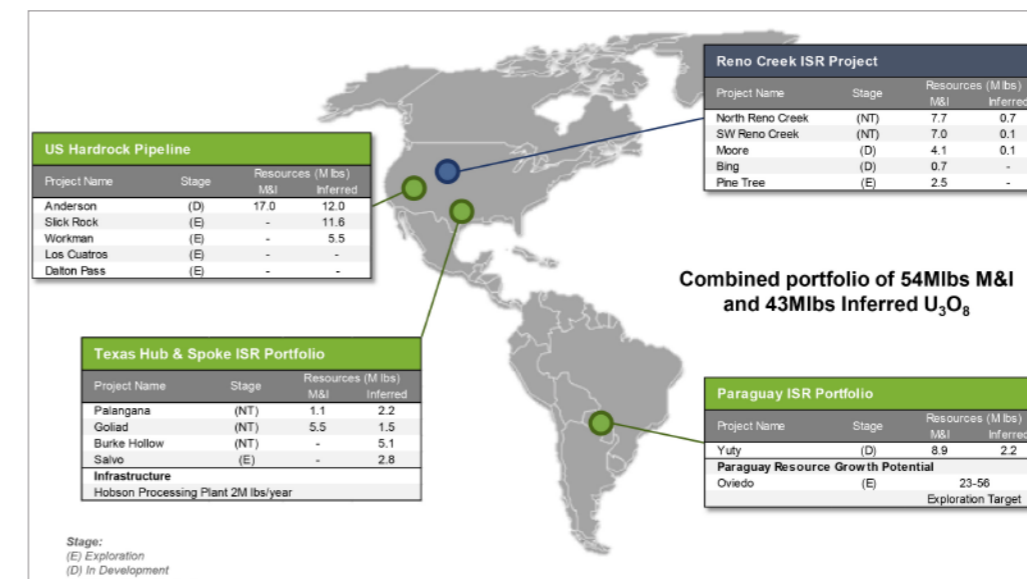 Reno Creek ISR Project
Project Name Stage Resources (M lbs)
M&I Inferred
North Reno Creek (NT) 7.7 0.7
SW Reno Creek (NT) 7.0 0.1
Moore (D) 4.1 0.1
Bing (D) 0.7 -
Pine Tree (E) 2.5 -
US Hardrock Pipeline
Project Name Stage Resources (M lbs)
M&I Inferred
Anderson (D) 17.0 12.0
Slick Rock (E) - 11.6
Workman (E) - 5.5
Los Cuatros (E) - -
Dalton Pass (E) - -
Combined portfolio of 54Mlbs M&I
and 43Mlbs Inferred U₃O₈
Texas Hub & Spoke ISR Portfolio
Project Name Stage Resources (M lbs)
M&I Inferred
Palangana (NT) 1.1 2.2
Goliad (NT) 5.5 1.5
Burke Hollow (NT) - 5.1
Salvo (E) - 2.8
Infrastructure
Hobson Processing Plant 2M lbs/year
Paraguay ISR Portfolio
Project Name Stage Resources (M lbs)
M&I Inferred
Yuty (D) 8.9 2.2
Paraguay Resource Growth Potential
Oviedo (E) 23-56
Exploration Target
Stage:
(E) Exploration
(D) In Development